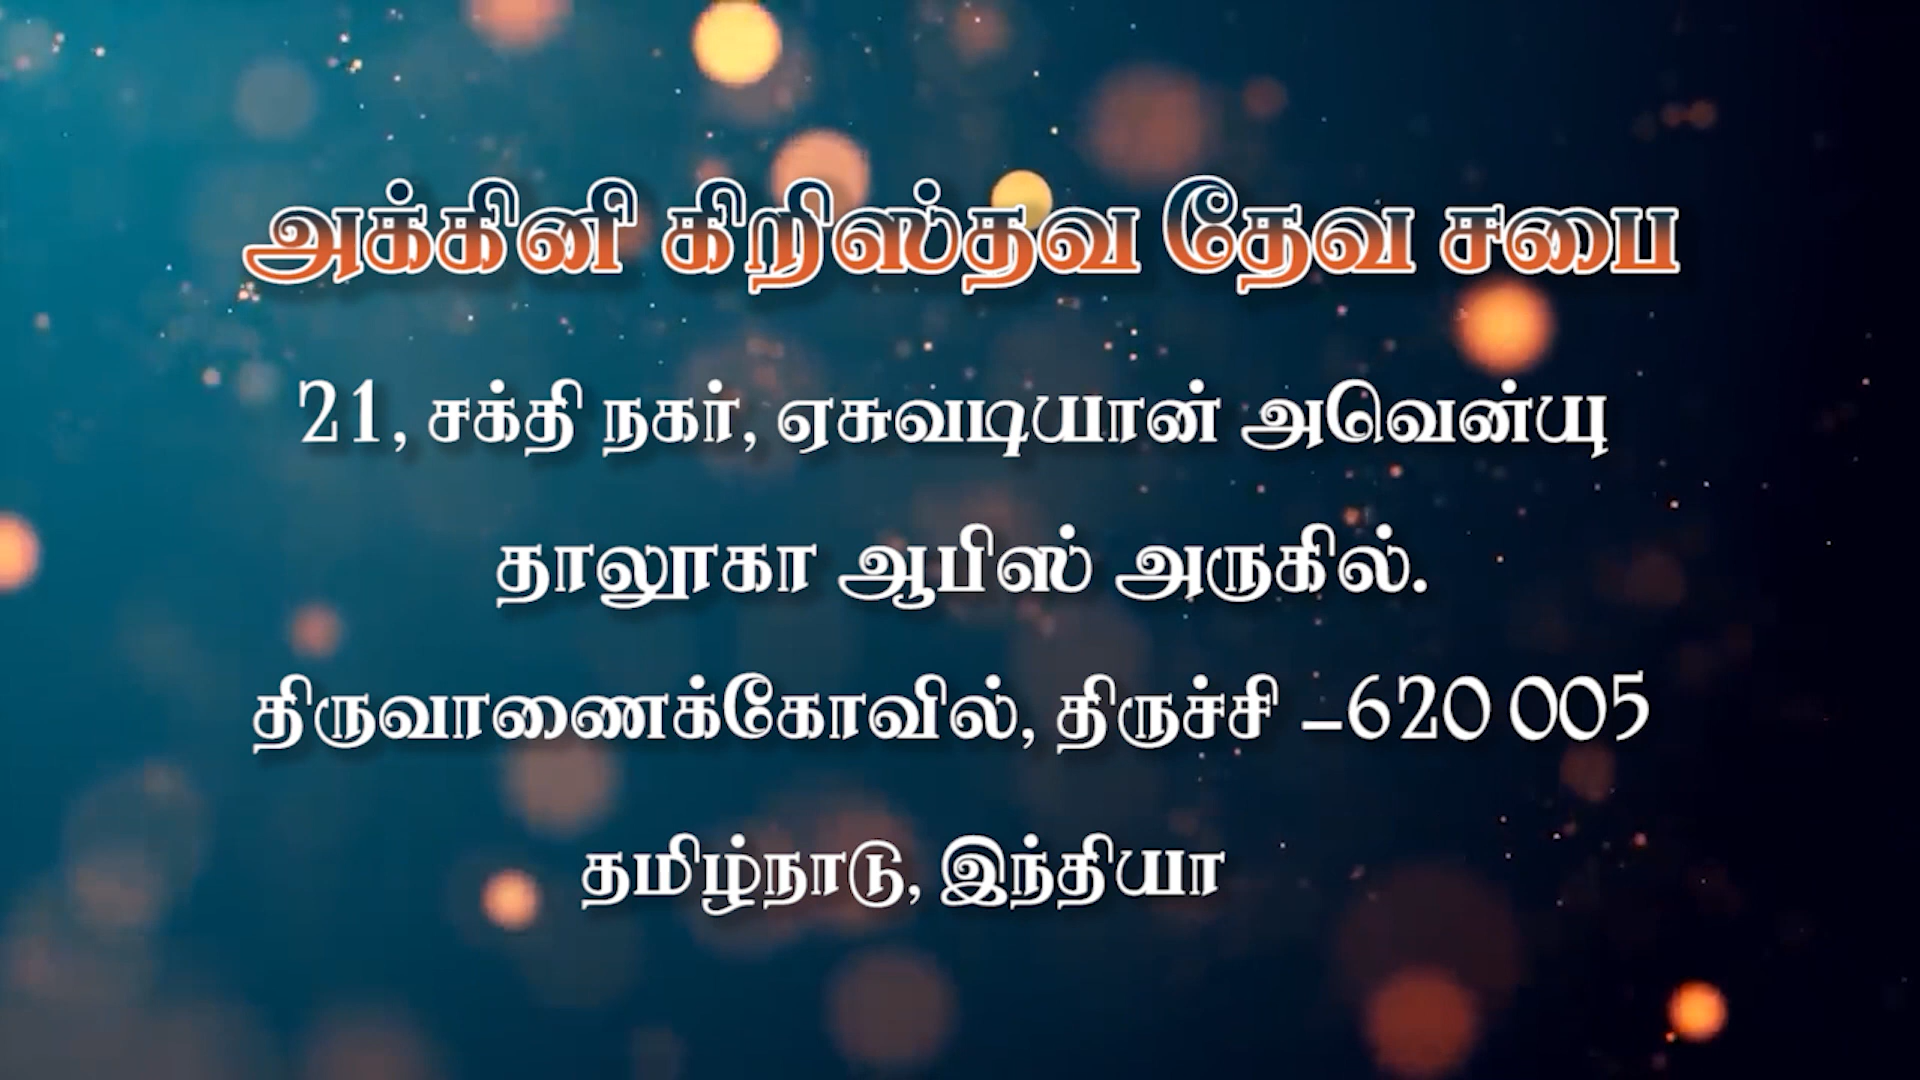 அக்கினி கிறிஸ்தவ தேவ சபை
21, சக்தி நகர், ஏசுவடியான் அவென்யு
தாலூகா ஆபிஸ் அருகில்.
திருவாணைக்கோவில், திருச்சி -620 005
தமிழ்நாடு, இந்தியா